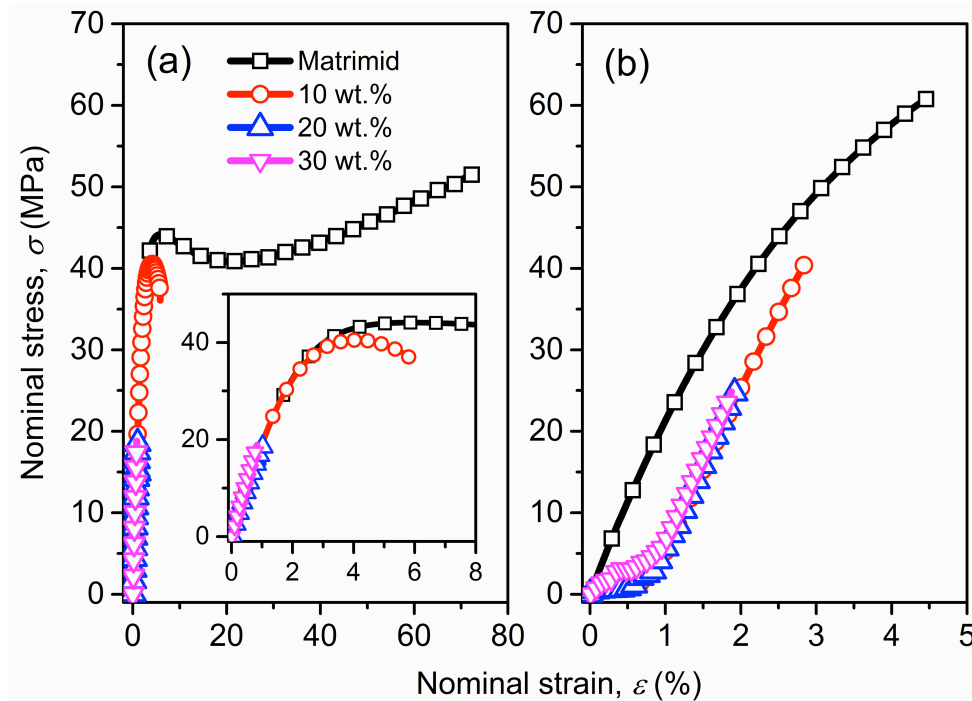 (a)
(b)
Matrimid
10 wt.%
20 wt.%
30 wt.%
Nominal stress, σ (MPa)
70
60
50
40
30
20
10
0
0 20 40 60 80
40
20
0
0 2 4 6 8
70
60
50
40
30
20
10
0
0 1 2 3 4 5
Nominal strain, ε (%)